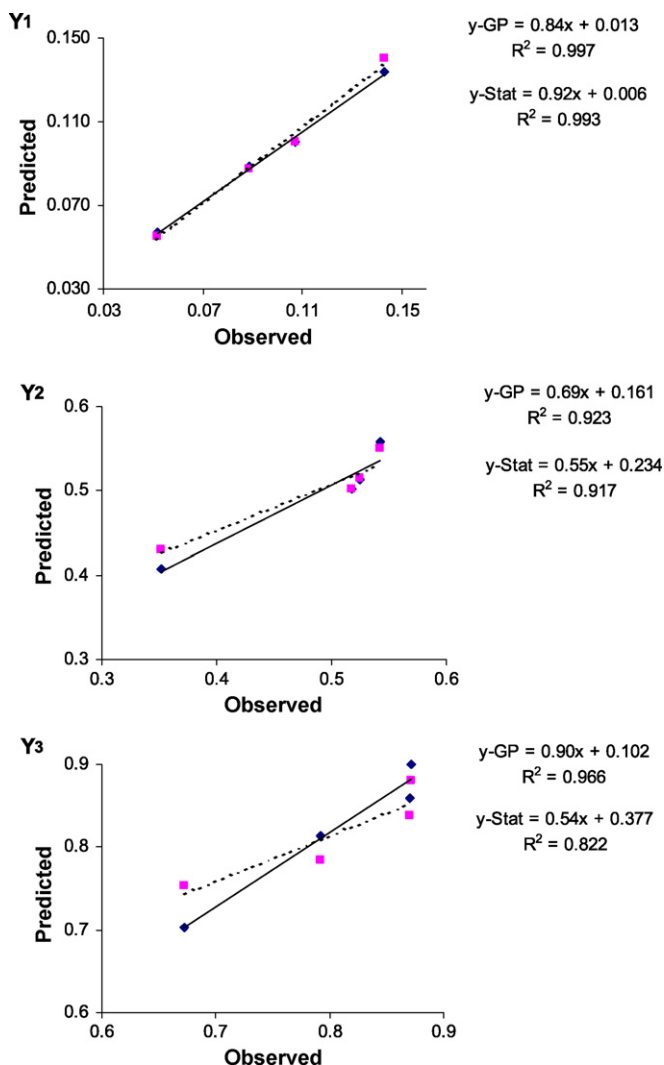 Y1
0.150
0.110
0.070
0.030
Predicted
0.03 0.07 0.11 0.15
Observed
y-GP = 0.84x + 0.013
R² = 0.997
y-Stat = 0.92x + 0.006
R² = 0.993
Y2
0.6
0.5
0.4
0.3
Predicted
0.3 0.4 0.5 0.6
Observed
y-GP = 0.69x + 0.161
R² = 0.923
y-Stat = 0.55x + 0.234
R² = 0.917
Y3
0.9
0.8
0.7
0.6
Predicted
0.6 0.7 0.8 0.9
Observed
y-GP = 0.90x + 0.102
R² = 0.966
y-Stat = 0.54x + 0.377
R² = 0.822